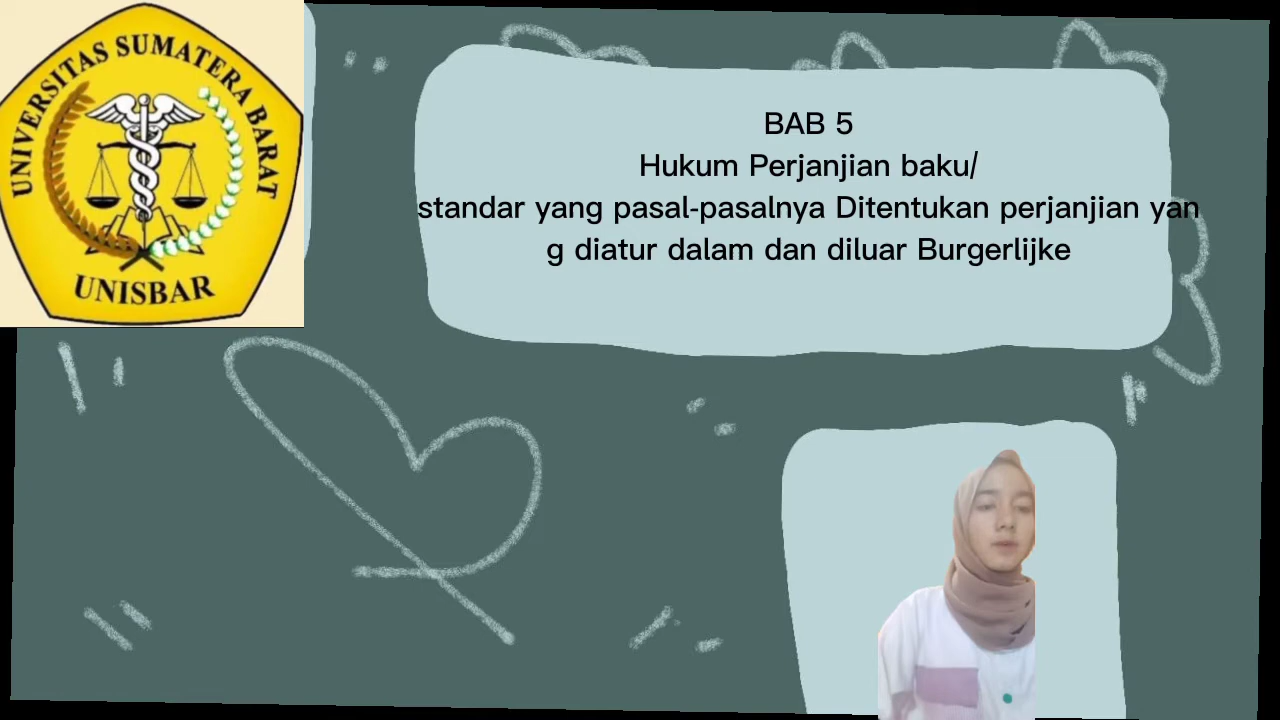 UNIVERSITAS SUMATERA BARAT
UNISBAR
BAB 5
Hukum Perjanjian baku/
standar yang pasal-pasalnya Ditentukan perjanjian yan
g diatur dalam dan diluar Burgerlijke